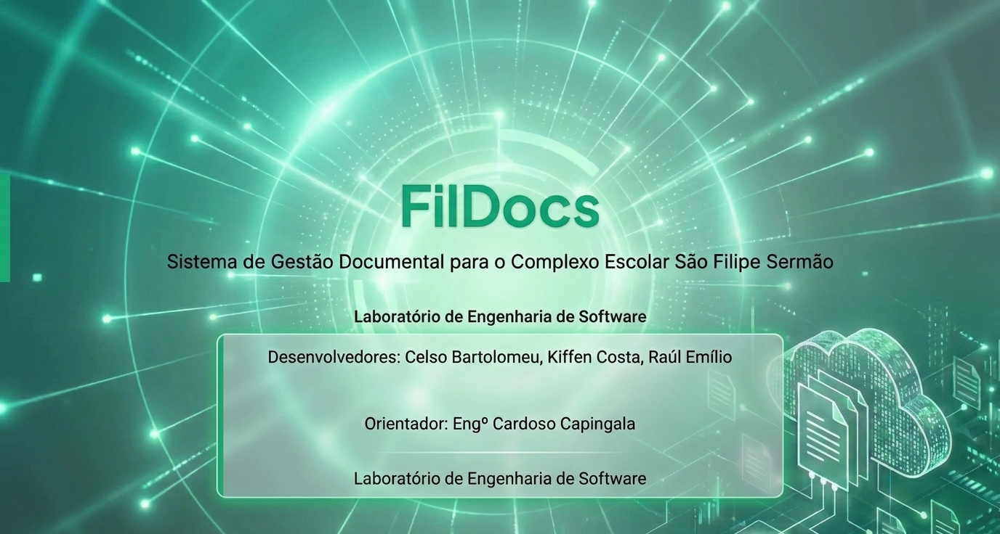 FilDocs
Sistema de Gestão Documental para o Complexo Escolar São Filipe Sermão
Laboratório de Engenharia de Software
Desenvolvedores: Celso Bartolomeu, Kiffen Costa, Raúl Emílio
Orientador: Engº Cardoso Capingala
Laboratório de Engenharia de Software